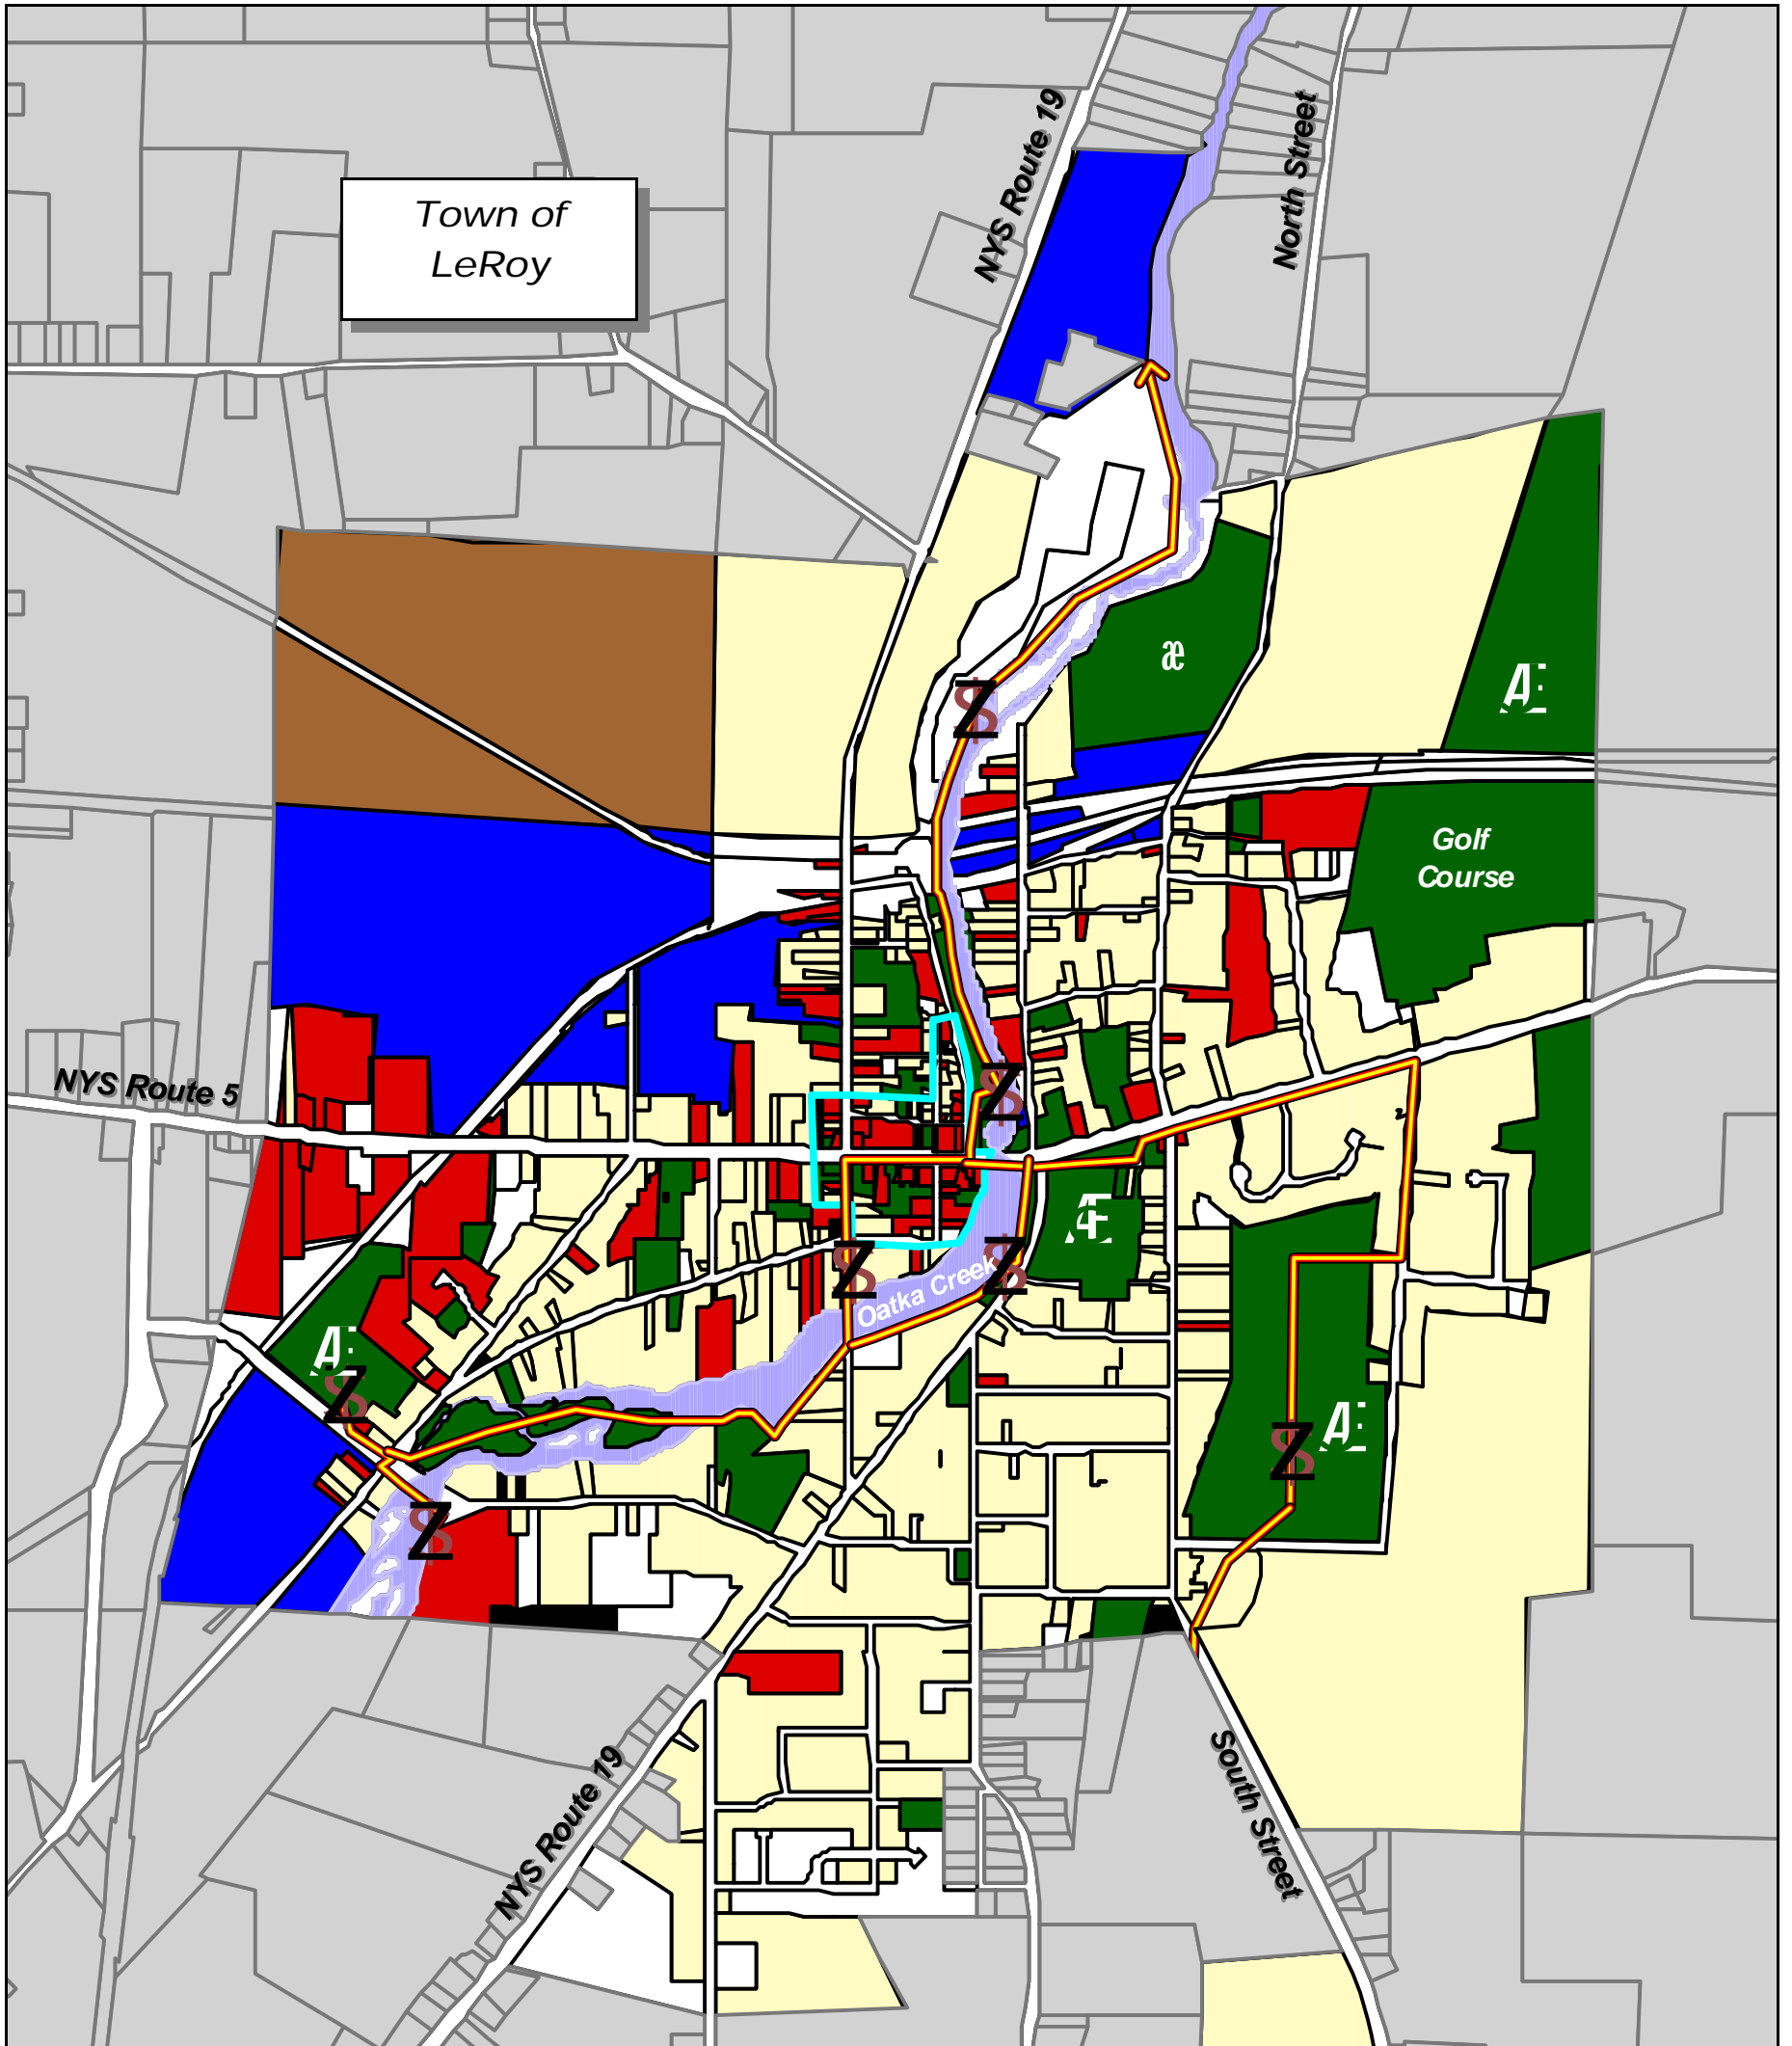 NYS Route 19
North Street
Town of
LeRoy
æ
Æ
Golf
Course
NYS Route 5
Æ
Oatka Creek
Æ
Æ
South Street
NYS Route 19